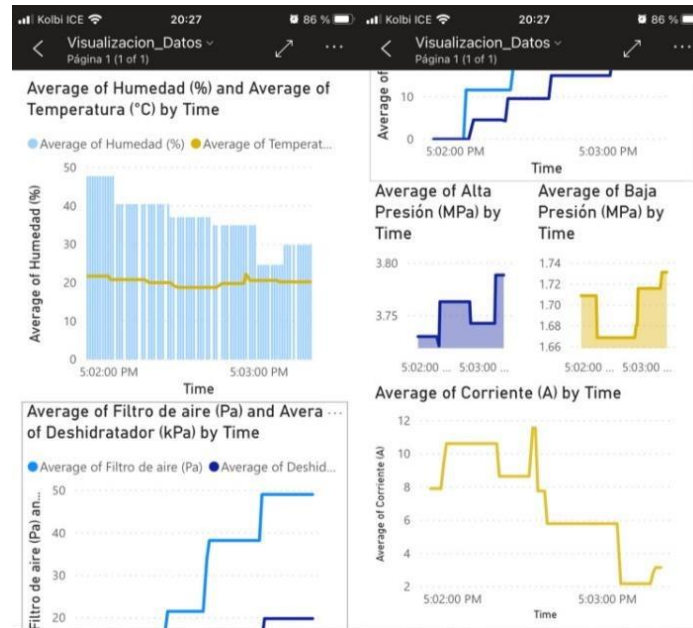 Kolbi ICE 20:27 86 %
Visualizacion_Datos
Página 1 (1 of 1)
Average of Humedad (%) and Average of
Temperatura (°C) by Time
Average of Humedad (%) Average of Temperat...
Average of Humedad (%)
50
40
30
20
10
0
5:02:00 PM 5:03:00 PM
Time
Average of Filtro de aire (Pa) and Avera ...
of Deshidratador (kPa) by Time
Average of Filtro de aire (Pa) Average of Deshid...
Filtro de aire (Pa) an...
50
40
30
20
Kolbi ICE 20:27 86 %
Visualizacion_Datos
Página 1 (1 of 1)
Average of
10
0
5:02:00 PM 5:03:00 PM
Time
Average of Alta
Presión (MPa) by
Time
3.80
3.75
5:02:00 ... 5:03:00 ...
Average of Baja
Presión (MPa) by
Time
1.74
1.72
1.70
1.68
1.66
5:02:00 ... 5:03:00 ...
Average of Corriente (A) by Time
Average of Corriente (A)
12
10
8
6
4
2
5:02:00 PM 5:03:00 PM
Time